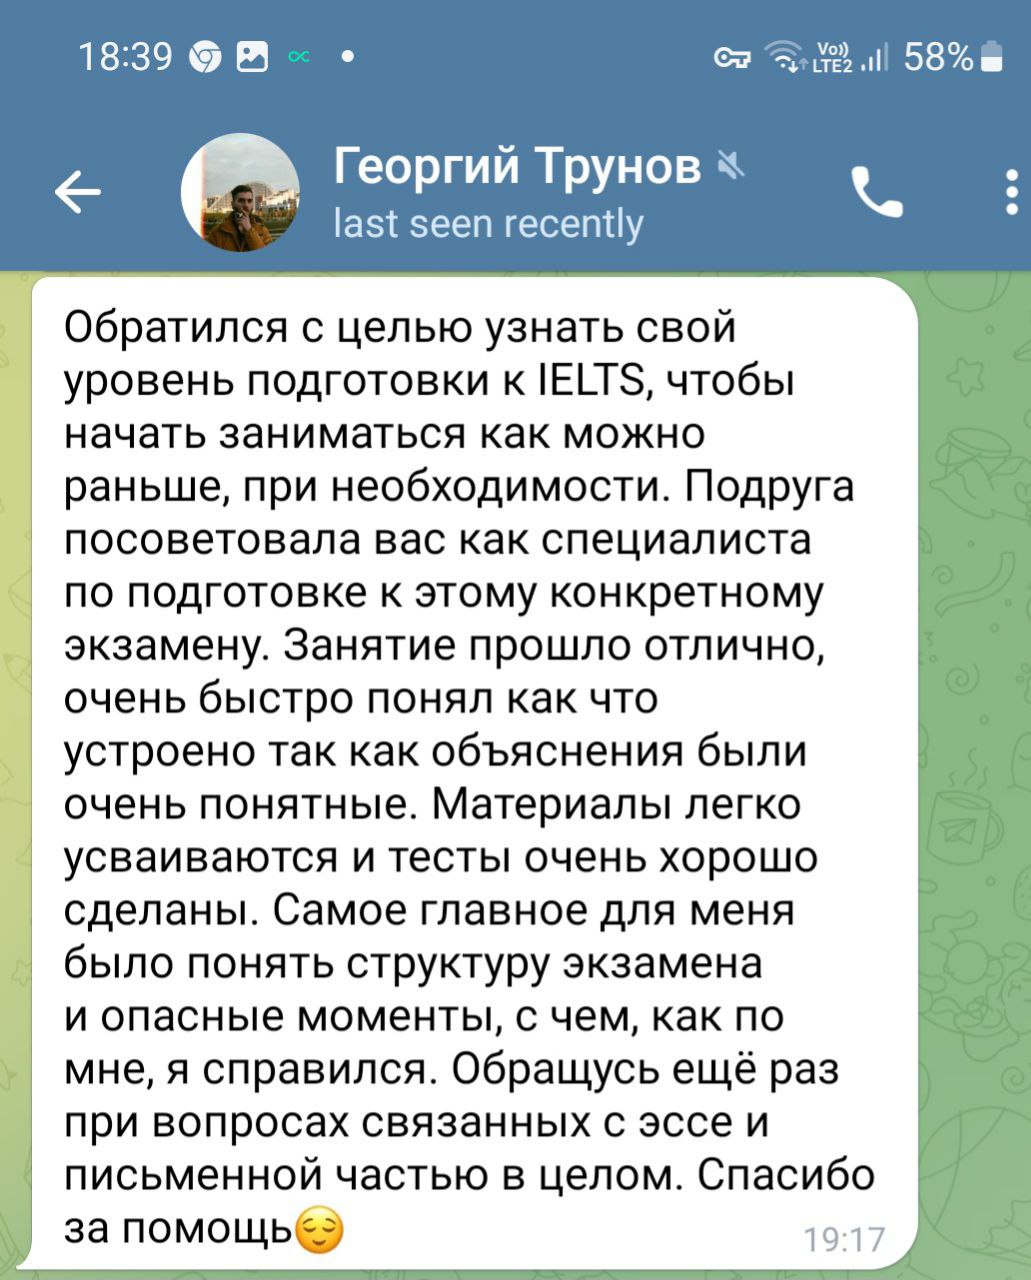 18:39 Vo)) LTE2 58%
Георгий Трунов
last seen recently
Обратился с целью узнать свой
уровень подготовки к IELTS, чтобы
начать заниматься как можно
раньше, при необходимости. Подруга
посоветовала вас как специалиста
по подготовке к этому конкретному
экзамену. Занятие прошло отлично,
очень быстро понял как что
устроено так как объяснения были
очень понятные. Материалы легко
усваиваются и тесты очень хорошо
сделаны. Самое главное для меня
было понять структуру экзамена
и опасные моменты, с чем, как по
мне, я справился. Обращусь ещё раз
при вопросах связанных с эссе и
письменной частью в целом. Спасибо
за помощь😌
19:17